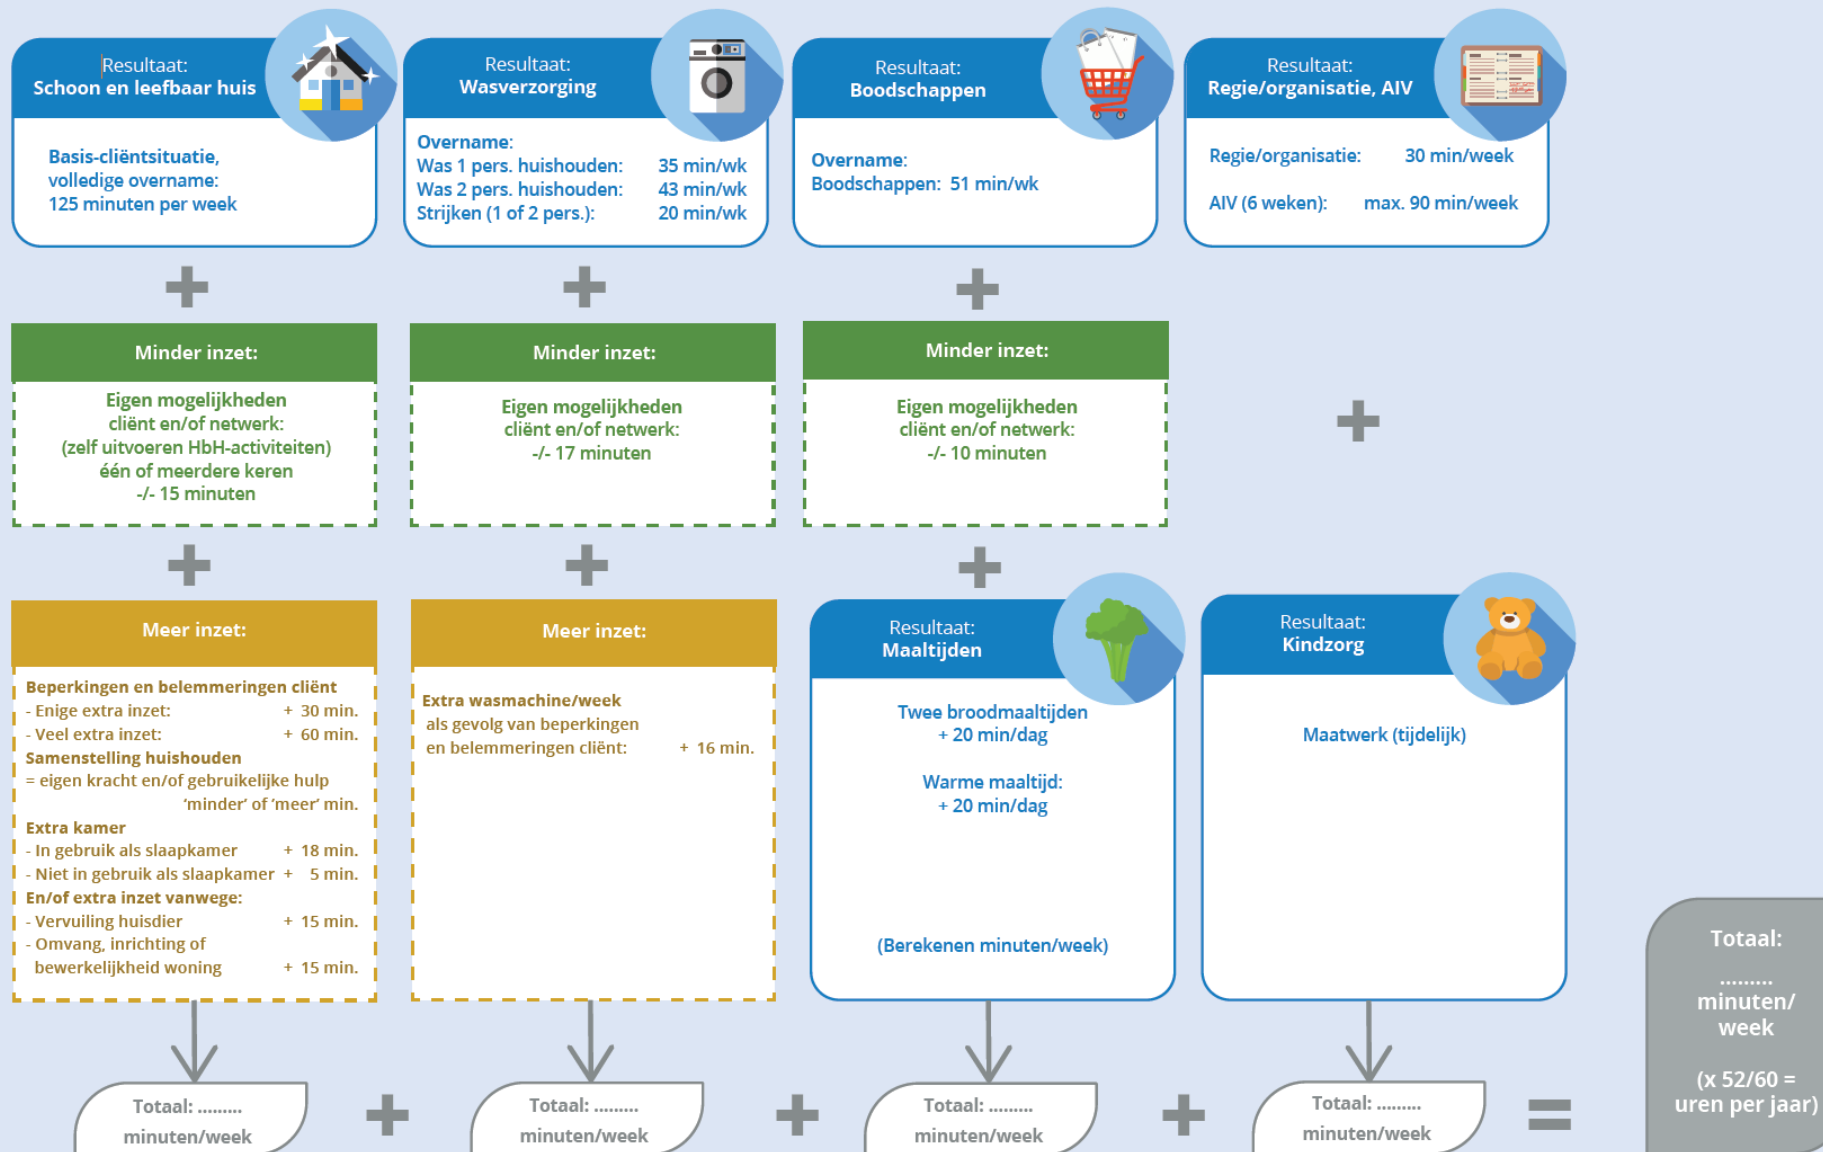 Resultaat:
Schoon en leefbaar huis
Basis-cliëntsituatie,
volledige overname:
125 minuten per week
Resultaat:
Wasverzorging
Overname:
Was 1 pers. huishouden: 35 min/wk
Was 2 pers. huishouden: 43 min/wk
Strijken (1 of 2 pers.): 20 min/wk
Resultaat:
Boodschappen
Overname:
Boodschappen: 51 min/wk
Resultaat:
Regie/organisatie, AIV
Regie/organisatie: 30 min/week
AIV (6 weken): max. 90 min/week
+
+
+
Minder inzet:
Eigen mogelijkheden
cliënt en/of netwerk:
(zelf uitvoeren HbH-activiteiten)
één of meerdere keren
-/- 15 minuten
Minder inzet:
Eigen mogelijkheden
cliënt en/of netwerk:
-/- 17 minuten
Minder inzet:
Eigen mogelijkheden
cliënt en/of netwerk:
-/- 10 minuten
+
+
+
+
Meer inzet:
Beperkingen en belemmeringen cliënt
- Enige extra inzet: + 30 min.
- Veel extra inzet: + 60 min.
Samenstelling huishouden
= eigen kracht en/of gebruikelijke hulp
‘minder’ of ‘meer’ min.
Extra kamer
- In gebruik als slaapkamer + 18 min.
- Niet in gebruik als slaapkamer + 5 min.
En/of extra inzet vanwege:
- Vervuiling huisdier + 15 min.
- Omvang, inrichting of
bewerkelijkheid woning + 15 min.
Meer inzet:
Extra wasmachine/week
als gevolg van beperkingen
en belemmeringen cliënt: + 16 min.
Resultaat:
Maaltijden
Twee broodmaaltijden
+ 20 min/dag
Warme maaltijd:
+ 20 min/dag
(Berekenen minuten/week)
Resultaat:
Kindzorg
Maatwerk (tijdelijk)
Totaal: .........
minuten/week
+
Totaal: .........
minuten/week
+
Totaal: .........
minuten/week
+
Totaal: .........
minuten/week
=
Totaal:
.........
minuten/
week
(x 52/60 =
uren per jaar)